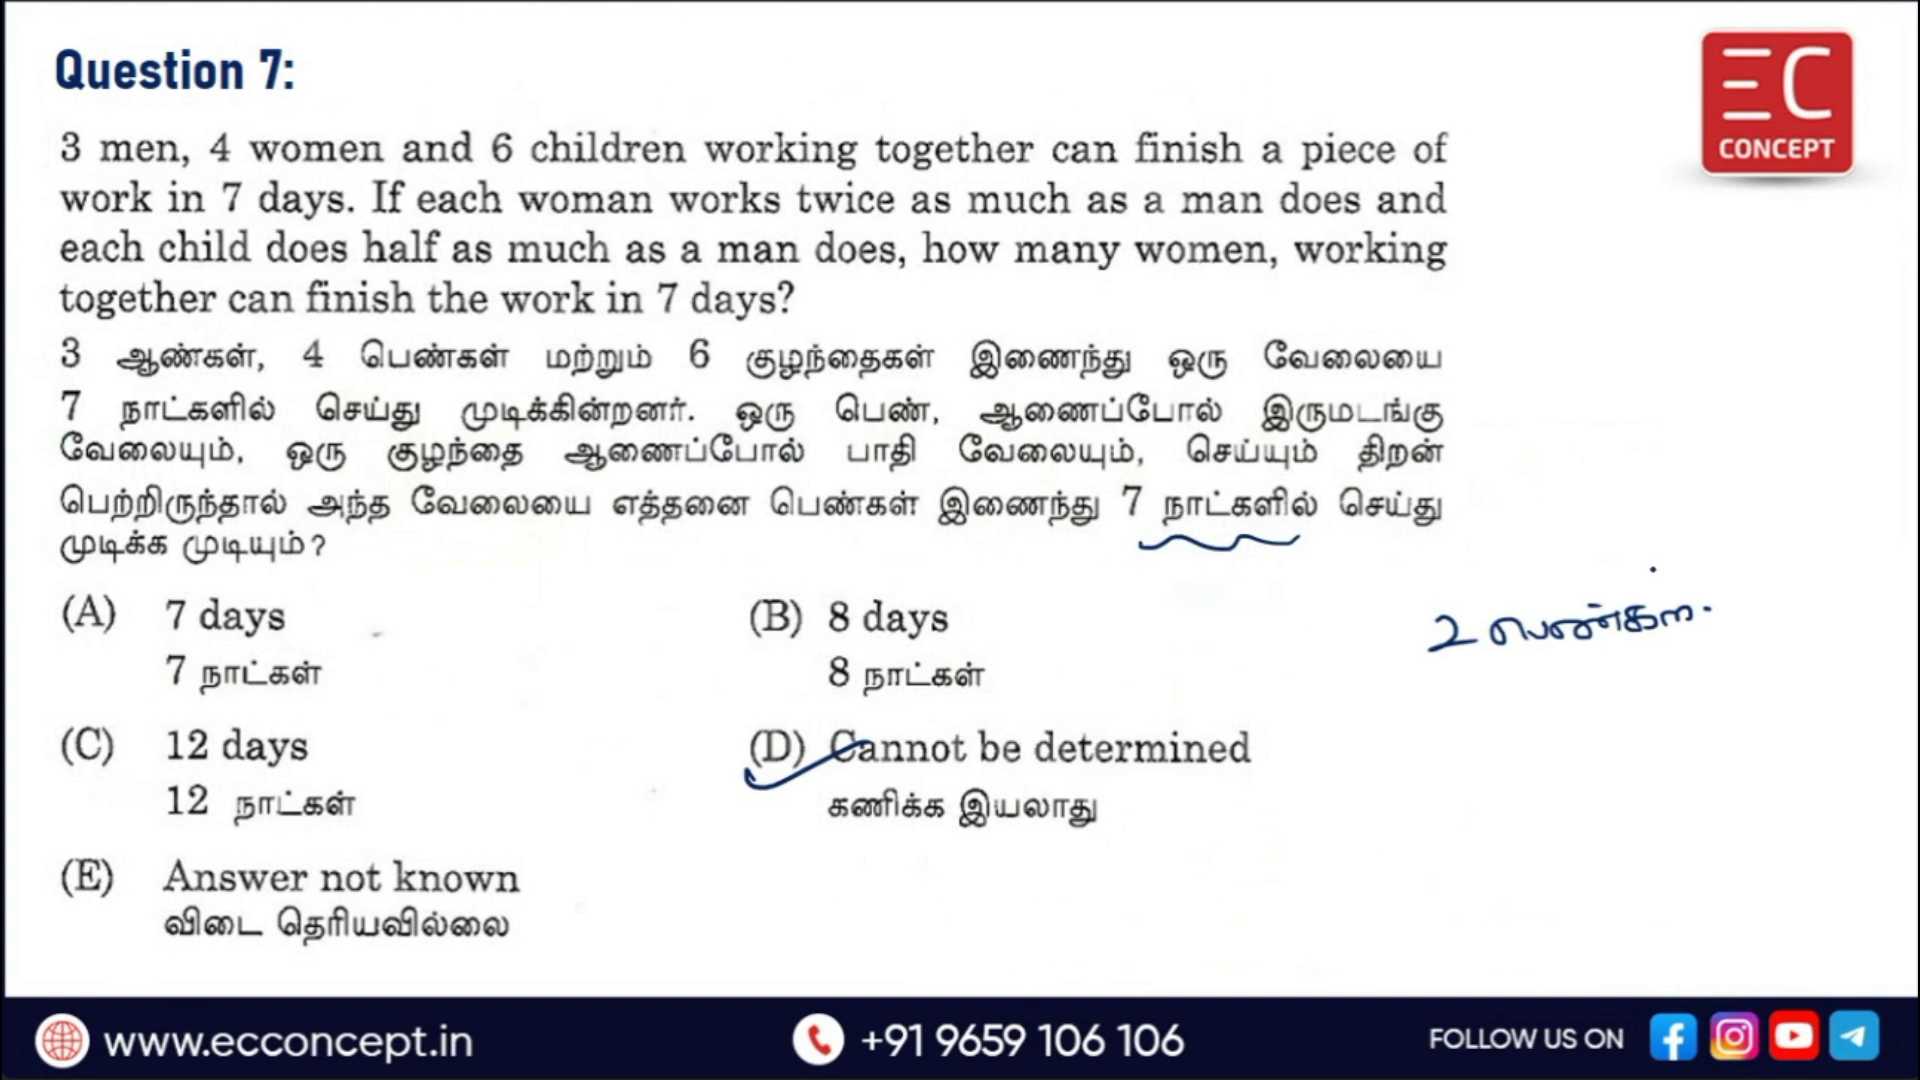 Question 7:
EC
CONCEPT
3 men, 4 women and 6 children working together can finish a piece of
work in 7 days. If each woman works twice as much as a man does and
each child does half as much as a man does, how many women, working
together can finish the work in 7 days?
3 ஆண்கள், 4 பெண்கள் மற்றும் 6 குழந்தைகள் இணைந்து ஒரு வேலையை
7 நாட்களில் செய்து முடிக்கின்றனர். ஒரு பெண், ஆணைப்போல் இருமடங்கு
வேலையும், ஒரு குழந்தை ஆணைப்போல் பாதி வேலையும், செய்யும் திறன்
பெற்றிருந்தால் அந்த வேலையை எத்தனை பெண்கள் இணைந்து 7 நாட்களில் செய்து
முடிக்க முடியும்?
(A) 7 days
7 நாட்கள்
(B) 8 days
8 நாட்கள்
2
(C) 12 days
12 நாட்கள்
(D) Cannot be determined
கணிக்க இயலாது
(E) Answer not known
விடை தெரியவில்லை
www.ecconcept.in
+91 9659 106 106
FOLLOW US ON